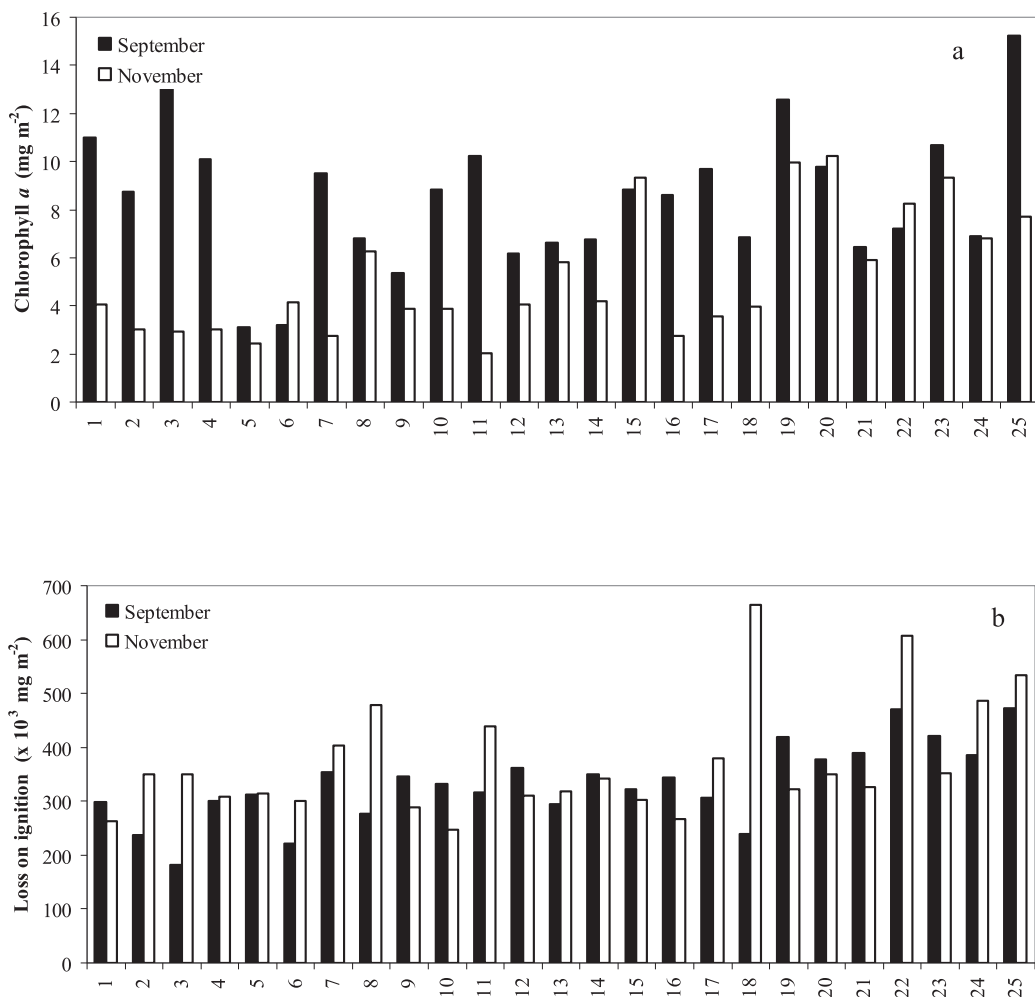 16
14
12
10
8
6
4
2
0
Chlorophyll a (mg m-2)
September
November
a
1 2 3 4 5 6 7 8 9 10 11 12 13 14 15 16 17 18 19 20 21 22 23 24 25
700
600
500
400
300
200
100
0
Loss on ignition (x 10³ mg m-2)
September
November
b
1 2 3 4 5 6 7 8 9 10 11 12 13 14 15 16 17 18 19 20 21 22 23 24 25